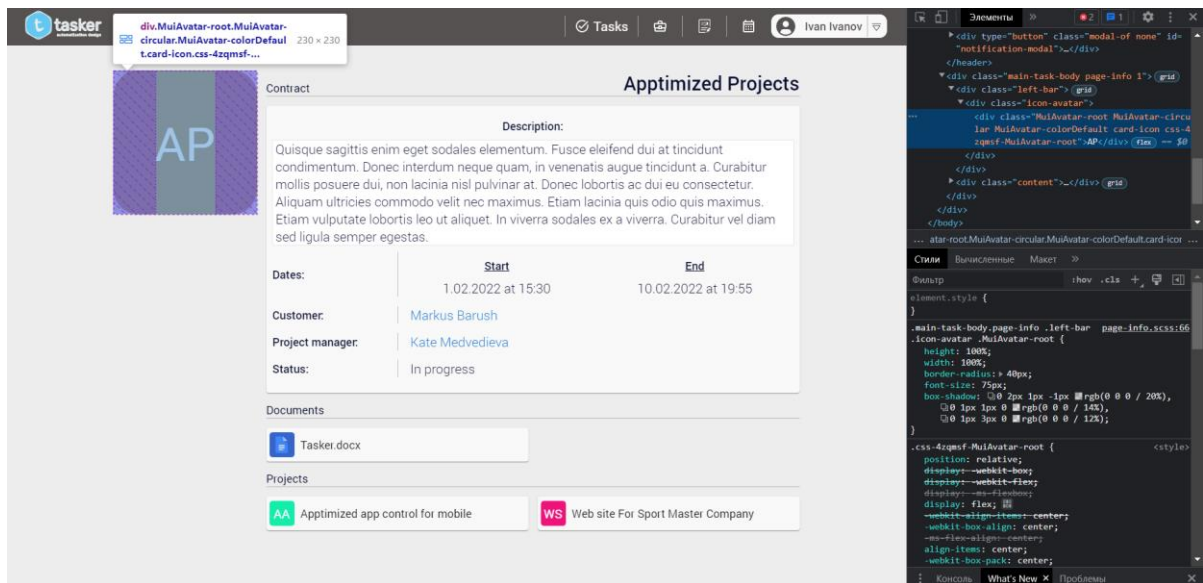 tasker
automatization design
Tasks
Ivan Ivanov
div.MuiAvatar-root.MuiAvatar-
circular.MuiAvatar-colorDefaul
t.card-icon.css-4zqmsf-...
230 × 230
AP
Contract
Apptimized Projects
Description:
Quisque sagittis enim eget sodales elementum. Fusce eleifend dui at tincidunt
condimentum. Donec interdum neque quam, in venenatis augue tincidunt a. Curabitur
mollis posuere dui, non lacinia nisl pulvinar at. Donec lobortis ac dui eu consectetur.
Aliquam ultricies commodo velit nec maximus. Etiam lacinia quis odio quis maximus.
Etiam vulputate lobortis leo ut aliquet. In viverra sodales ex a viverra. Curabitur vel diam
sed ligula semper egestas.
Dates:
Start
End
1.02.2022 at 15:30
10.02.2022 at 19:55
Customer: Markus Barush
Project manager: Kate Medvedieva
Status: In progress
Documents
Tasker.docx
Projects
AA Apptimized app control for mobile
WS Web site For Sport Master Company
Элементы » 2 1
<div type="button" class="modal-of none" id=
"notification-modal">…</div>
</header>
<div class="main-task-body page-info 1"> grid
<div class="left-bar"> grid
<div class="icon-avatar">
<div class="MuiAvatar-root MuiAvatar-circu
lar MuiAvatar-colorDefault card-icon css-4
zqmsf-MuiAvatar-root">AP</div> flex == $0
</div>
</div>
<div class="content">…</div> grid
</div>
</div>
</body>
... atar-root.MuiAvatar-circular.MuiAvatar-colorDefault.card-icor ...
Стили Вычисленные Макет »
Фильтр :hov .cls +
element.style {
}
.main-task-body.page-info .left-bar page-info.scss:66
.icon-avatar .MuiAvatar-root {
height: 100%;
width: 100%;
border-radius: 40px;
font-size: 75px;
box-shadow: 0 2px 1px -1px rgb(0 0 0 / 20%),
0 1px 1px 0 rgb(0 0 0 / 14%),
0 1px 3px 0 rgb(0 0 0 / 12%);
}
.css-4zqmsf-MuiAvatar-root { <style>
position: relative;
display: -webkit-box;
display: -webkit-flex;
display: -ms-flexbox;
display: flex;
-webkit-align-items: center;
-webkit-box-align: center;
-ms-flex-align: center;
align-items: center;
-webkit-box-pack: center;
Консоль What's New × Проблемы